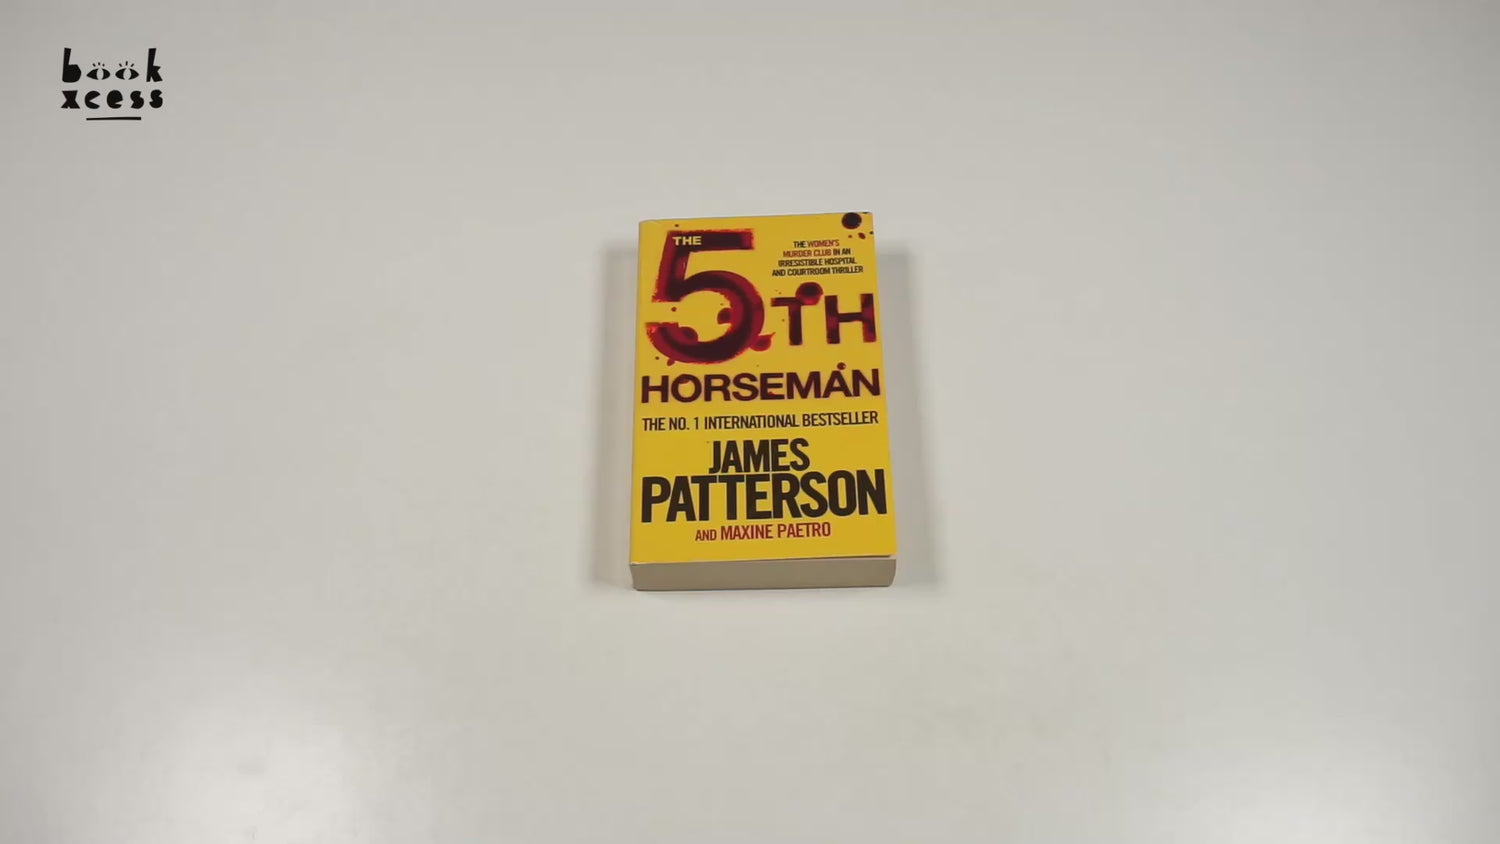 book
xcess
THE
5TH
THE WOMEN'S
MURDER CLUB IN AN
IRRESISTIBLE HOSPITAL
AND COURTROOM THRILLER
HORSEMAN
THE NO. 1 INTERNATIONAL BESTSELLER
JAMES
PATTERSON
AND MAXINE PAETRO